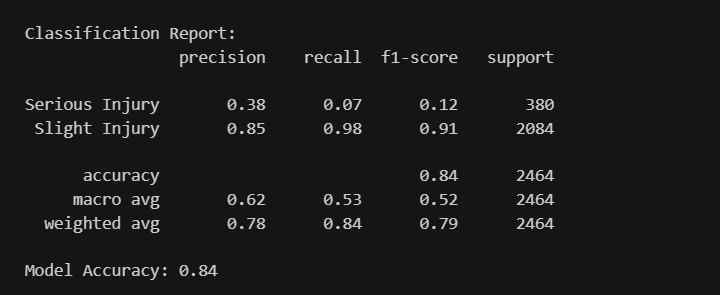 Classification Report:
precision recall f1-score support
Serious Injury 0.38 0.07 0.12 380
Slight Injury 0.85 0.98 0.91 2084
accuracy 0.84 2464
macro avg 0.62 0.53 0.52 2464
weighted avg 0.78 0.84 0.79 2464
Model Accuracy: 0.84